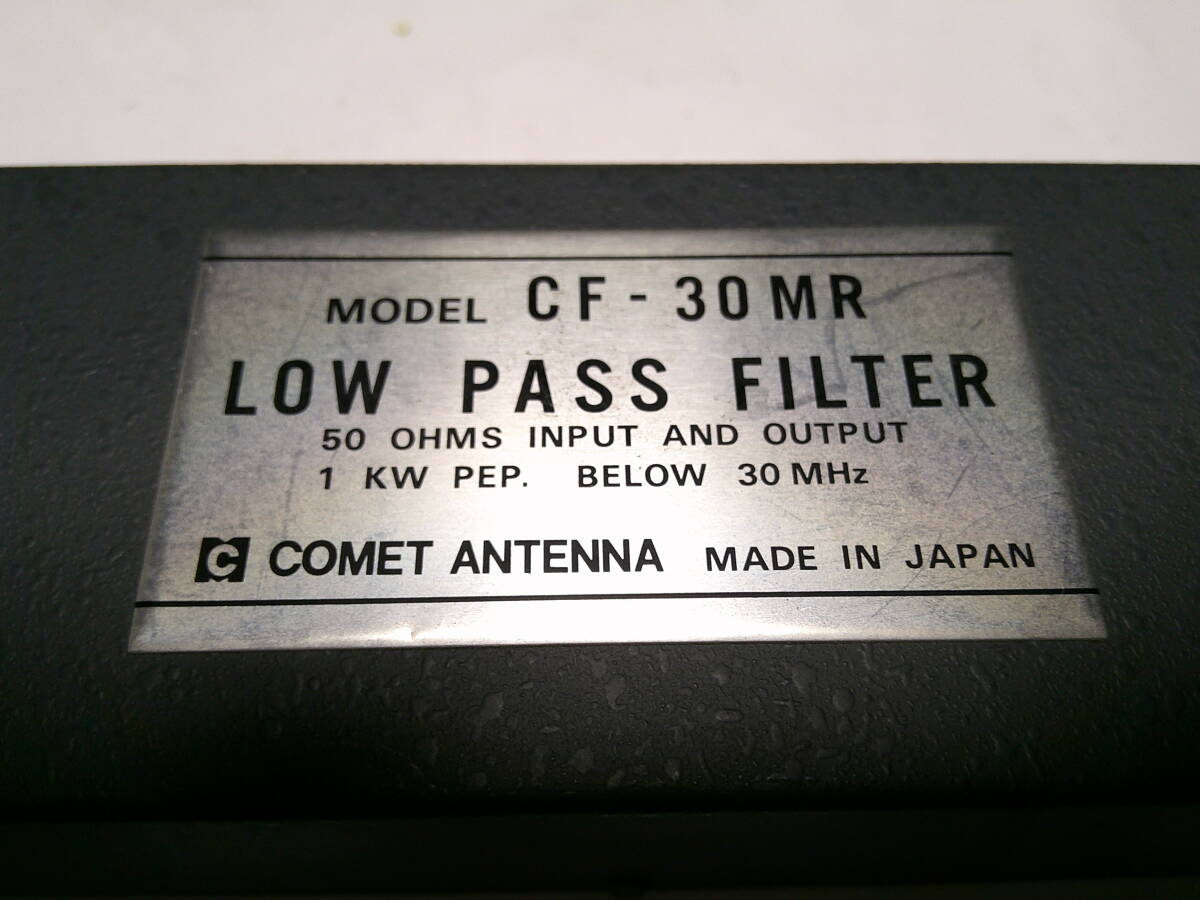 MODEL CF-30MR
LOW PASS FILTER
50 OHMS INPUT AND OUTPUT
1 KW PEP. BELOW 30 MHz
C COMET ANTENNA MADE IN JAPAN